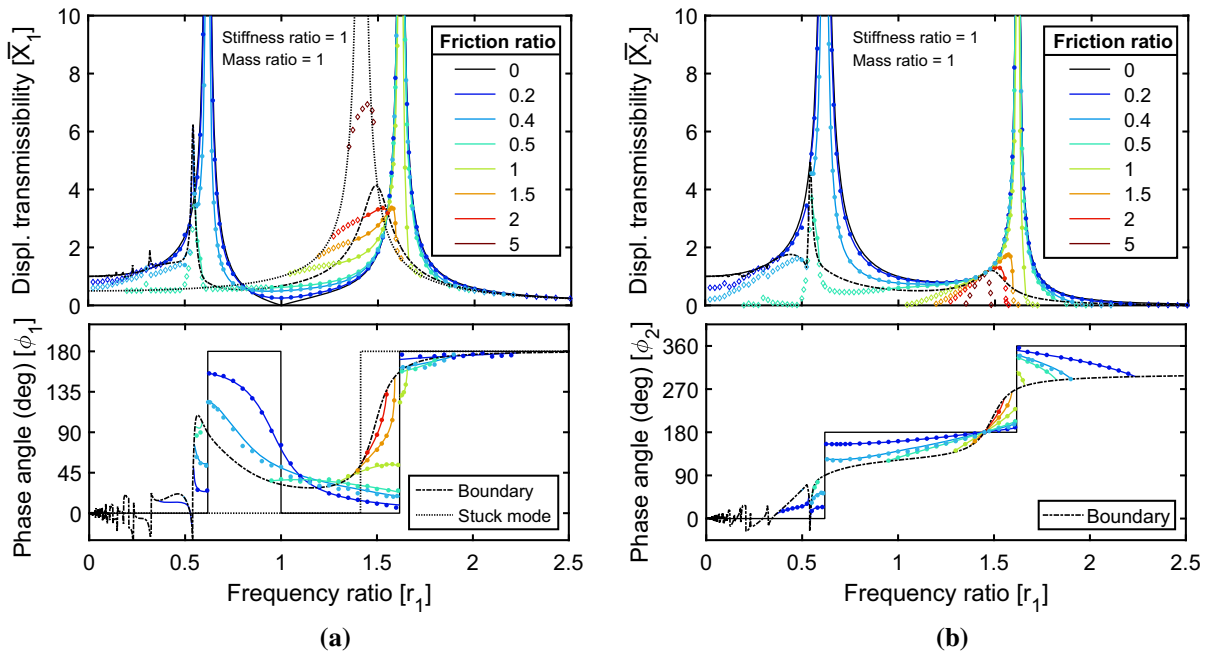 Displ. transmissibility [X̅₁]
10
8
6
4
2
0
Stiffness ratio = 1
Mass ratio = 1
Friction ratio
0
0.2
0.4
0.5
1
1.5
2
5
Phase angle (deg) [ϕ₁]
180
135
90
45
0
Boundary
Stuck mode
0
0.5
1
1.5
2
2.5
Frequency ratio [r₁]
(a)
Displ. transmissibility [X̅₂]
10
8
6
4
2
0
Stiffness ratio = 1
Mass ratio = 1
Friction ratio
0
0.2
0.4
0.5
1
1.5
2
5
Phase angle (deg) [ϕ₂]
360
270
180
90
0
Boundary
0
0.5
1
1.5
2
2.5
Frequency ratio [r₁]
(b)